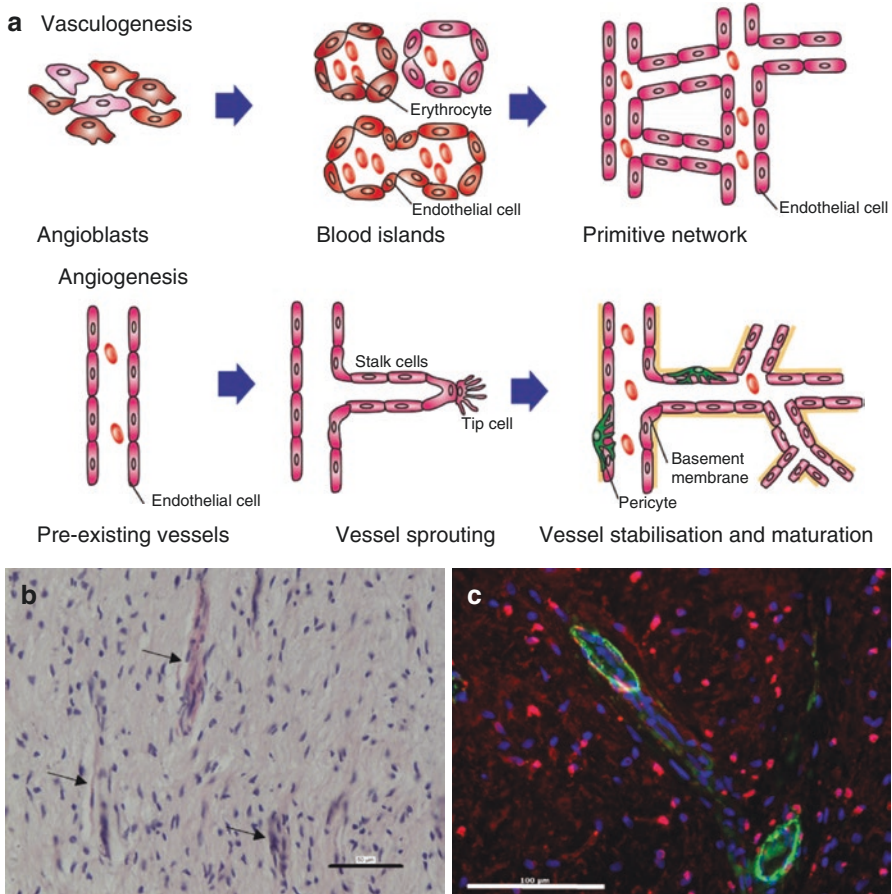 a Vasculogenesis
Erythrocyte
Endothelial cell
Endothelial cell
Angioblasts
Blood islands
Primitive network
Angiogenesis
Stalk cells
Tip cell
Endothelial cell
Basement
membrane
Pericyte
Pre-existing vessels
Vessel sprouting
Vessel stabilisation and maturation
b
c
100 µm